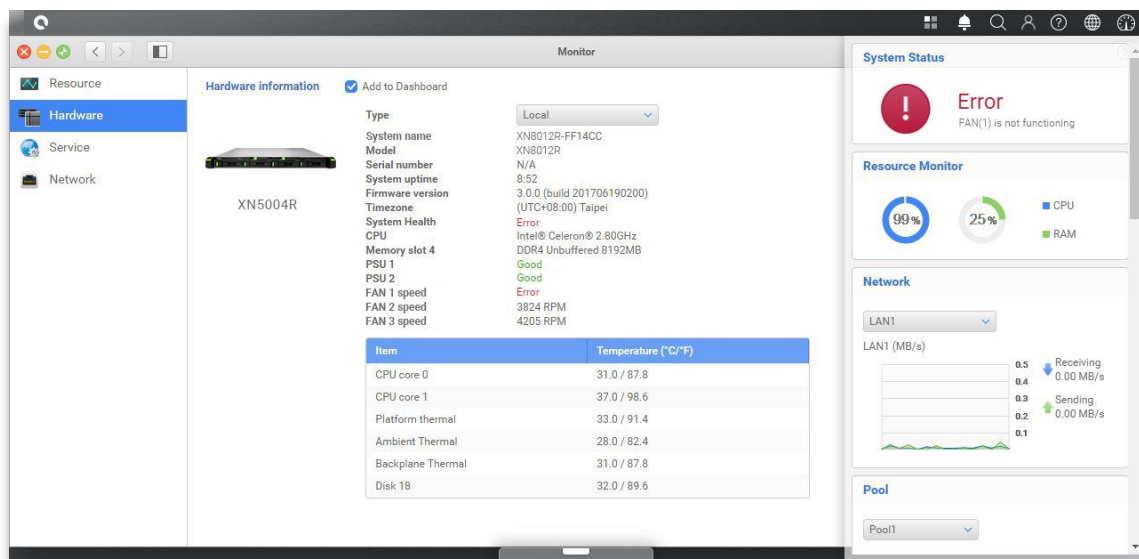 Monitor
Resource
Hardware
Service
Network
Hardware information
Add to Dashboard
XN5004R
Type Local
System name XN8012R-FF14CC
Model XN8012R
Serial number N/A
System uptime 8:52
Firmware version 3.0.0 (build 201706190200)
Timezone (UTC+08:00) Taipei
System Health Error
CPU Intel® Celeron® 2.80GHz
Memory slot 4 DDR4 Unbuffered 8192MB
PSU 1 Good
PSU 2 Good
FAN 1 speed Error
FAN 2 speed 3824 RPM
FAN 3 speed 4205 RPM
Item Temperature (°C/°F)
CPU core 0 31.0 / 87.8
CPU core 1 37.0 / 98.6
Platform thermal 33.0 / 91.4
Ambient Thermal 28.0 / 82.4
Backplane Thermal 31.0 / 87.8
Disk 18 32.0 / 89.6
System Status
Error
FAN(1) is not functioning
Resource Monitor
99%
25%
CPU
RAM
Network
LAN1
LAN1 (MB/s)
0.5
0.4
0.3
0.2
0.1
Receiving
0.00 MB/s
Sending
0.00 MB/s
Pool
Pool1